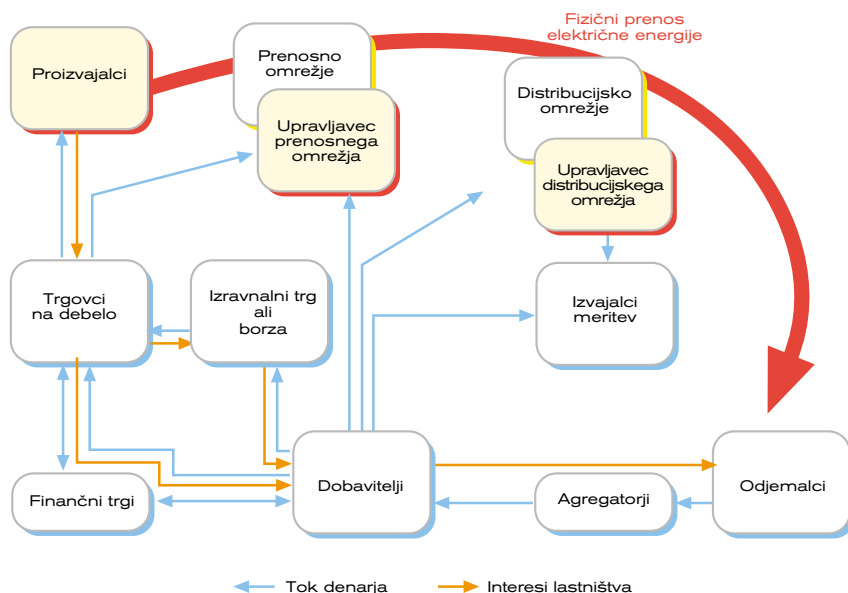 Fizični prenos
električne energije
Proizvajalci
Prenosno
omrežje
Upravljavec
prenosnega
omrežja
Distribucijsko
omrežje
Upravljavec
distribucijskega
omrežja
Trgovci
na debelo
Izravnalni trg
ali
borza
Izvajalci
meritev
Finančni trgi
Dobavitelji
Agregatorji
Odjemalci
Tok denarja
Interesi lastništva